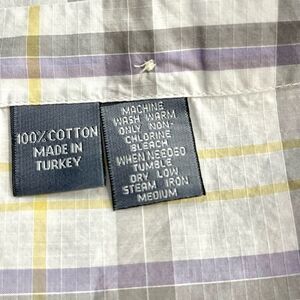 100% COTTON
MADE IN
TURKEY
MACHINE
WASH WARM
ONLY NON-
CHLORINE
BLEACH
WHEN NEEDED
TUMBLE
DRY LOW
STEAM IRON
MEDIUM